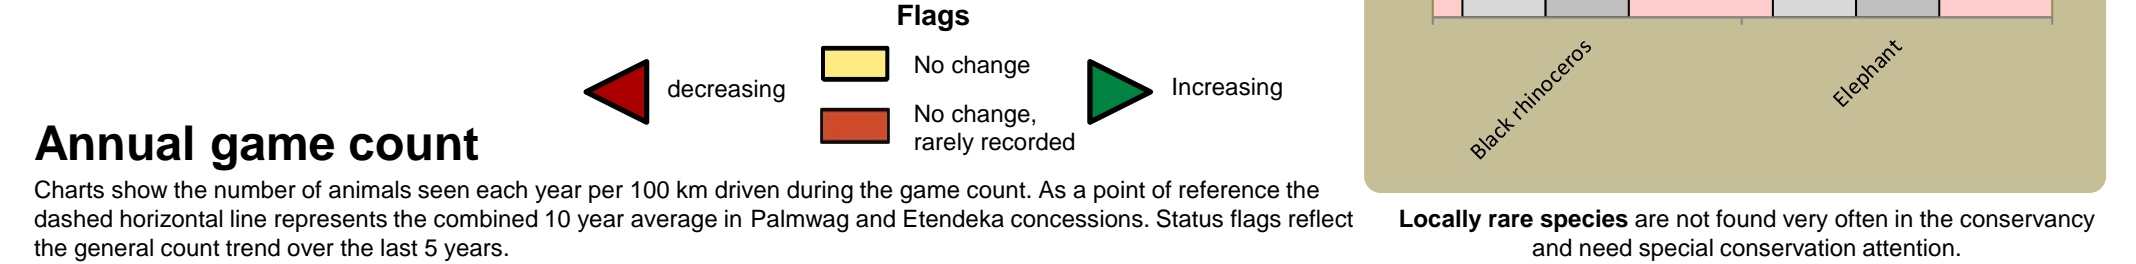 Flags
decreasing
No change
No change,
rarely recorded
Increasing
Annual game count
Charts show the number of animals seen each year per 100 km driven during the game count. As a point of reference the
dashed horizontal line represents the combined 10 year average in Palmwag and Etendeka concessions. Status flags reflect
the general count trend over the last 5 years.
Black rhinoceros
Elephant
Locally rare species are not found very often in the conservancy
and need special conservation attention.